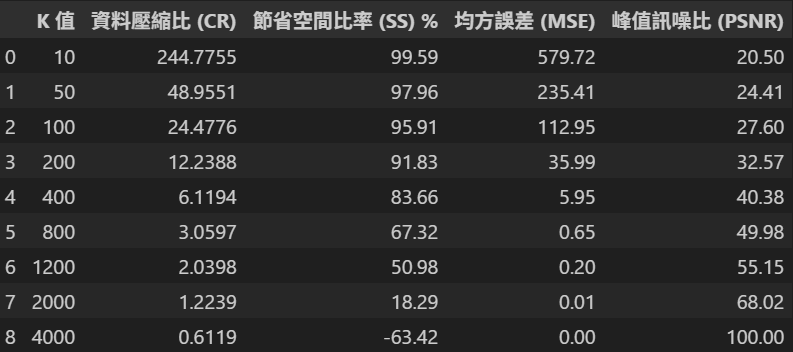 K 值 資料壓縮比 (CR) 節省空間比率 (SS) % 均方誤差 (MSE) 峰值訊噪比 (PSNR)
0 10 244.7755 99.59 579.72 20.50
1 50 48.9551 97.96 235.41 24.41
2 100 24.4776 95.91 112.95 27.60
3 200 12.2388 91.83 35.99 32.57
4 400 6.1194 83.66 5.95 40.38
5 800 3.0597 67.32 0.65 49.98
6 1200 2.0398 50.98 0.20 55.15
7 2000 1.2239 18.29 0.01 68.02
8 4000 0.6119 -63.42 0.00 100.00